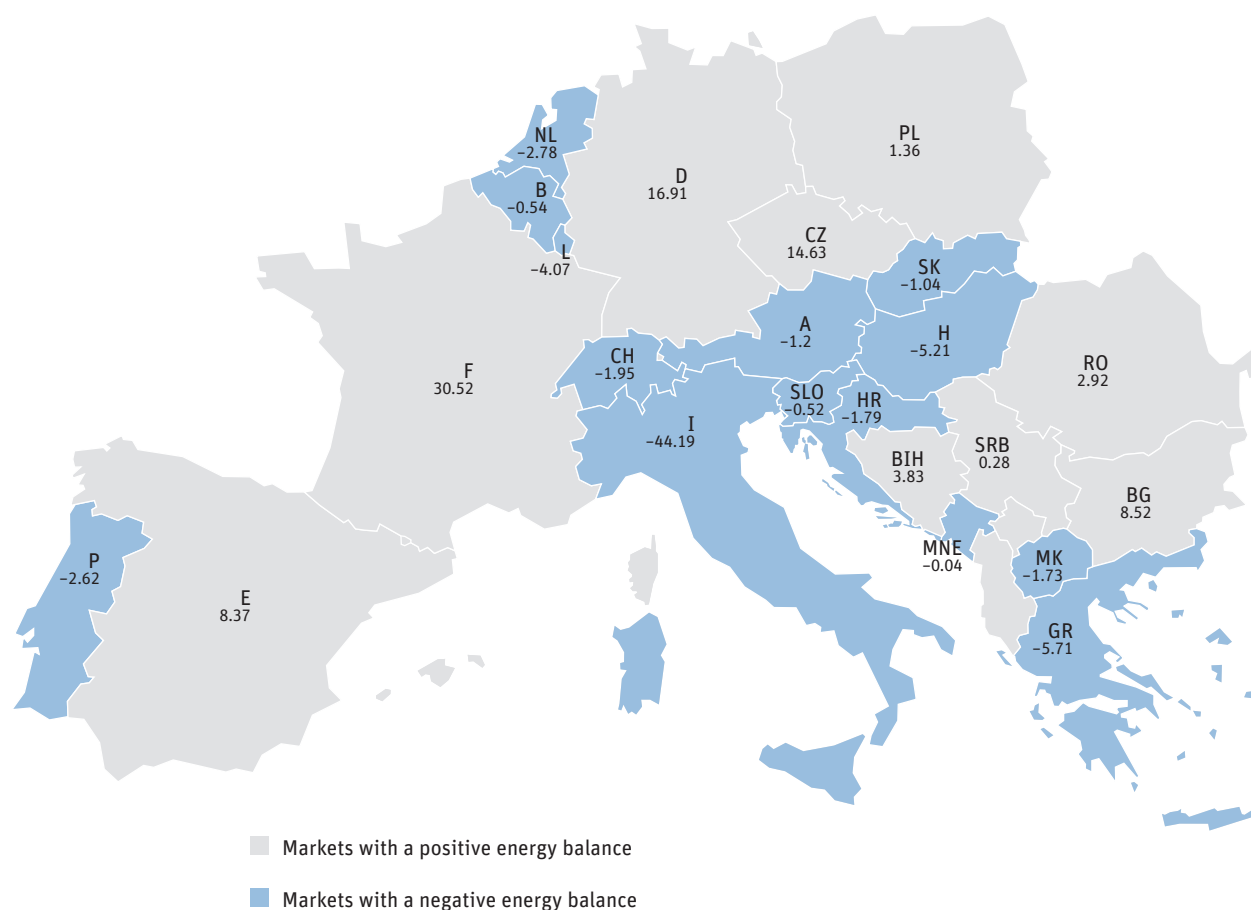 NL
−2.78
PL
1.36
D
16.91
B
−0.54
CZ
14.63
L
−4.07
SK
−1.04
A
−1.2
H
−5.21
CH
−1.95
RO
2.92
F
30.52
SLO
−0.52
HR
−1.79
I
−44.19
SRB
0.28
BIH
3.83
BG
8.52
MNE
−0.04
MK
−1.73
P
−2.62
E
8.37
GR
−5.71
Markets with a positive energy balance
Markets with a negative energy balance